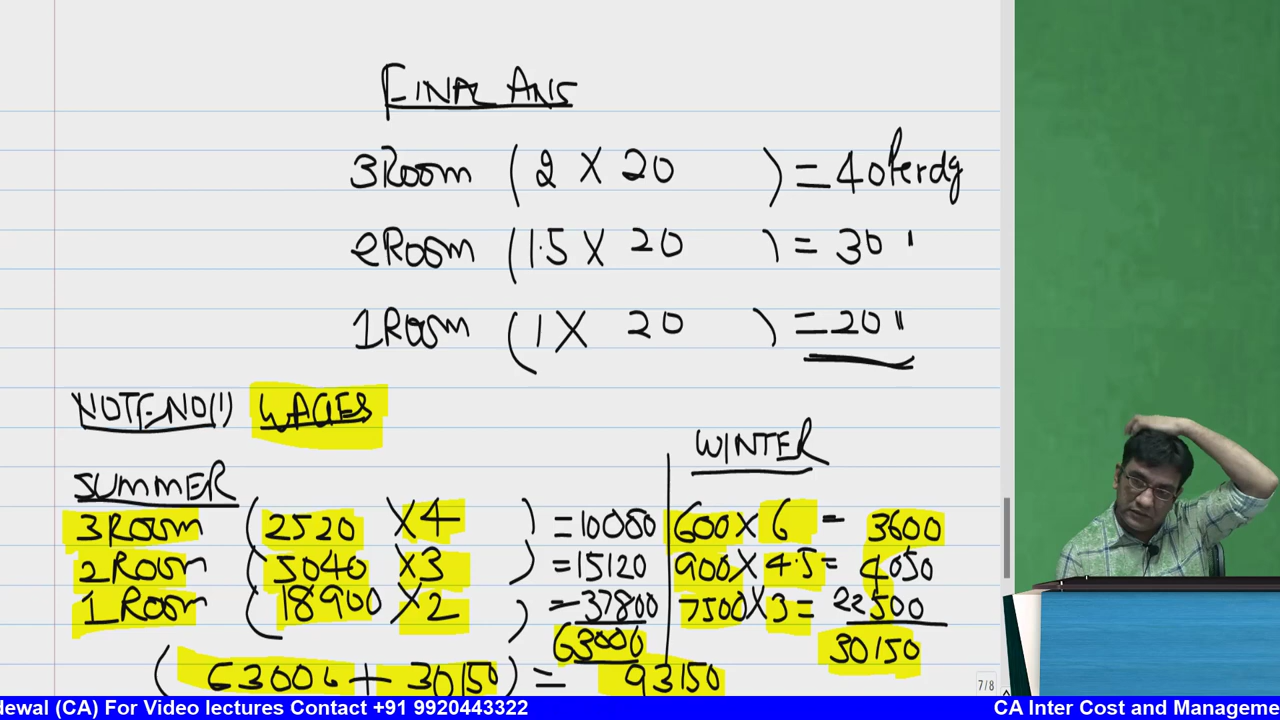 FINAL ANS
3Room (2 X 20 ) = 40 Perdy
2Room (1.5 X 20 ) = 30 "
1Room (1 X 20 ) = 20 "
NOTE-NO(1) WAGES
SUMMER
3Room (2520 X4 ) =10080
2Room (5040 X3 ) =15120
1Room (18900 X2 ) =37800
63000
WINTER
600 X 6 = 3600
900 X 4.5 = 4050
7500 X 3 = 22500
30150
(63000 + 30150) = 93150
7/8
dewal (CA) For Video lectures Contact +91 9920443322
CA Inter Cost and Manageme